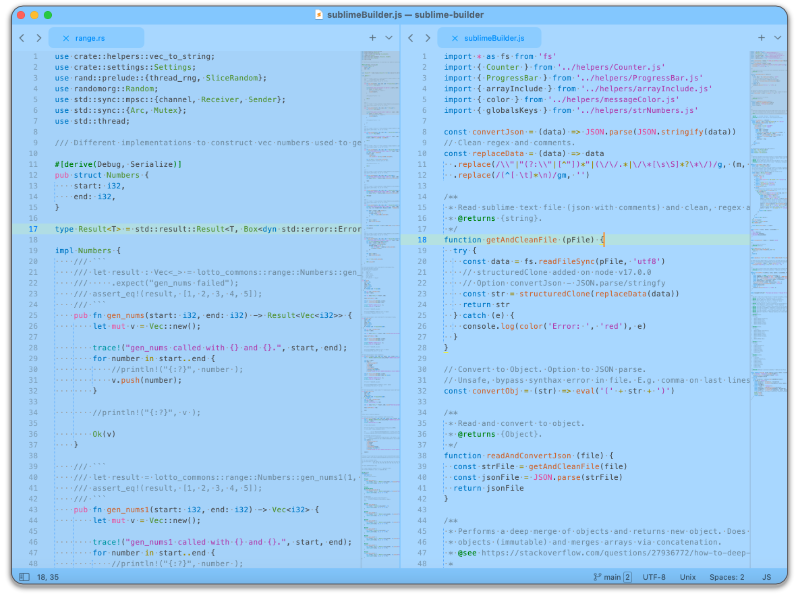 sublimeBuilder.js — sublime-builder
range.rs
use crate::helpers::vec_to_string;
use crate::settings::Settings;
use rand::prelude::{thread_rng, SliceRandom};
use randomorg::Random;
use std::sync::mpsc::{channel, Receiver, Sender};
use std::sync::{Arc, Mutex};
use std::thread;
/// Different implementations to construct vec numbers used to ge
#[derive(Debug, Serialize)]
pub struct Numbers {
start: i32,
end: i32,
}
type Result<T> = std::result::Result<T, Box<dyn std::error::Error
impl Numbers {
/// ```
/// let result : Vec<_> = lotto_commons::range::Numbers::gen_
/// .expect("gen_nums failed");
/// assert_eq!(result, [1, 2, 3, 4, 5]);
/// ```
pub fn gen_nums(start: i32, end: i32) -> Result<Vec<i32>> {
let mut v = Vec::new();
trace!("gen_nums called with {} and {}.", start, end);
for number in start..end {
//println!("{:?}", number );
v.push(number);
}
//println!("{:?}", v );
Ok(v)
}
/// ```
/// let result = lotto_commons::range::Numbers::gen_nums1(1,
/// assert_eq!(result, [1, 2, 3, 4, 5]);
/// ```
pub fn gen_nums1(start: i32, end: i32) -> Vec<i32> {
let mut v = Vec::new();
trace!("gen_nums1 called with {} and {}.", start, end);
for number in start..end {
//println!("{:?}", number );
sublimeBuilder.js
import * as fs from 'fs'
import { Counter } from '../helpers/Counter.js'
import { ProgressBar } from '../helpers/ProgressBar.js'
import { arrayInclude } from '../helpers/arrayInclude.js'
import { color } from '../helpers/messageColor.js'
import { globalsKeys } from '../helpers/strNumbers.js'
const convertJson = (data) => JSON.parse(JSON.stringify(data))
// Clean regex and comments.
const replaceData = (data) => data
.replace(/\\"|"(?:\\"|[^"])*"|(\/\/.*|\/\*[\s\S]*?\*\/)/g, (m,
.replace(/(^[ \t]*\n)/gm, '')
/**
* Read sublime text file (json with comments) and clean, regex a
* @returns {string}.
*/
function getAndCleanFile (pFile) {
try {
const data = fs.readFileSync(pFile, 'utf8')
// structuredClone added on node v17.0.0
// Option convertJson - JSON.parse/stringfy
const str = structuredClone(replaceData(data))
return str
} catch (e) {
console.log(color('Error: ', 'red'), e)
}
}
// Convert to Object. Option to JSON.parse.
// Unsafe, bypass synthax error in file. E.g. comma on last lines
const convertObj = (str) => eval('(' + str + ')')
/**
* Read and convert to object.
* @returns {Object}.
*/
function readAndConvertJson (file) {
const strFile = getAndCleanFile(file)
const jsonFile = JSON.parse(strFile)
return jsonFile
}
/**
* Performs a deep merge of objects and returns new object. Does
* objects (immutable) and merges arrays via concatenation.
* @see https://stackoverflow.com/questions/27936772/how-to-deep-
*
18, 35
main 2 UTF-8 Unix Spaces: 2 JS